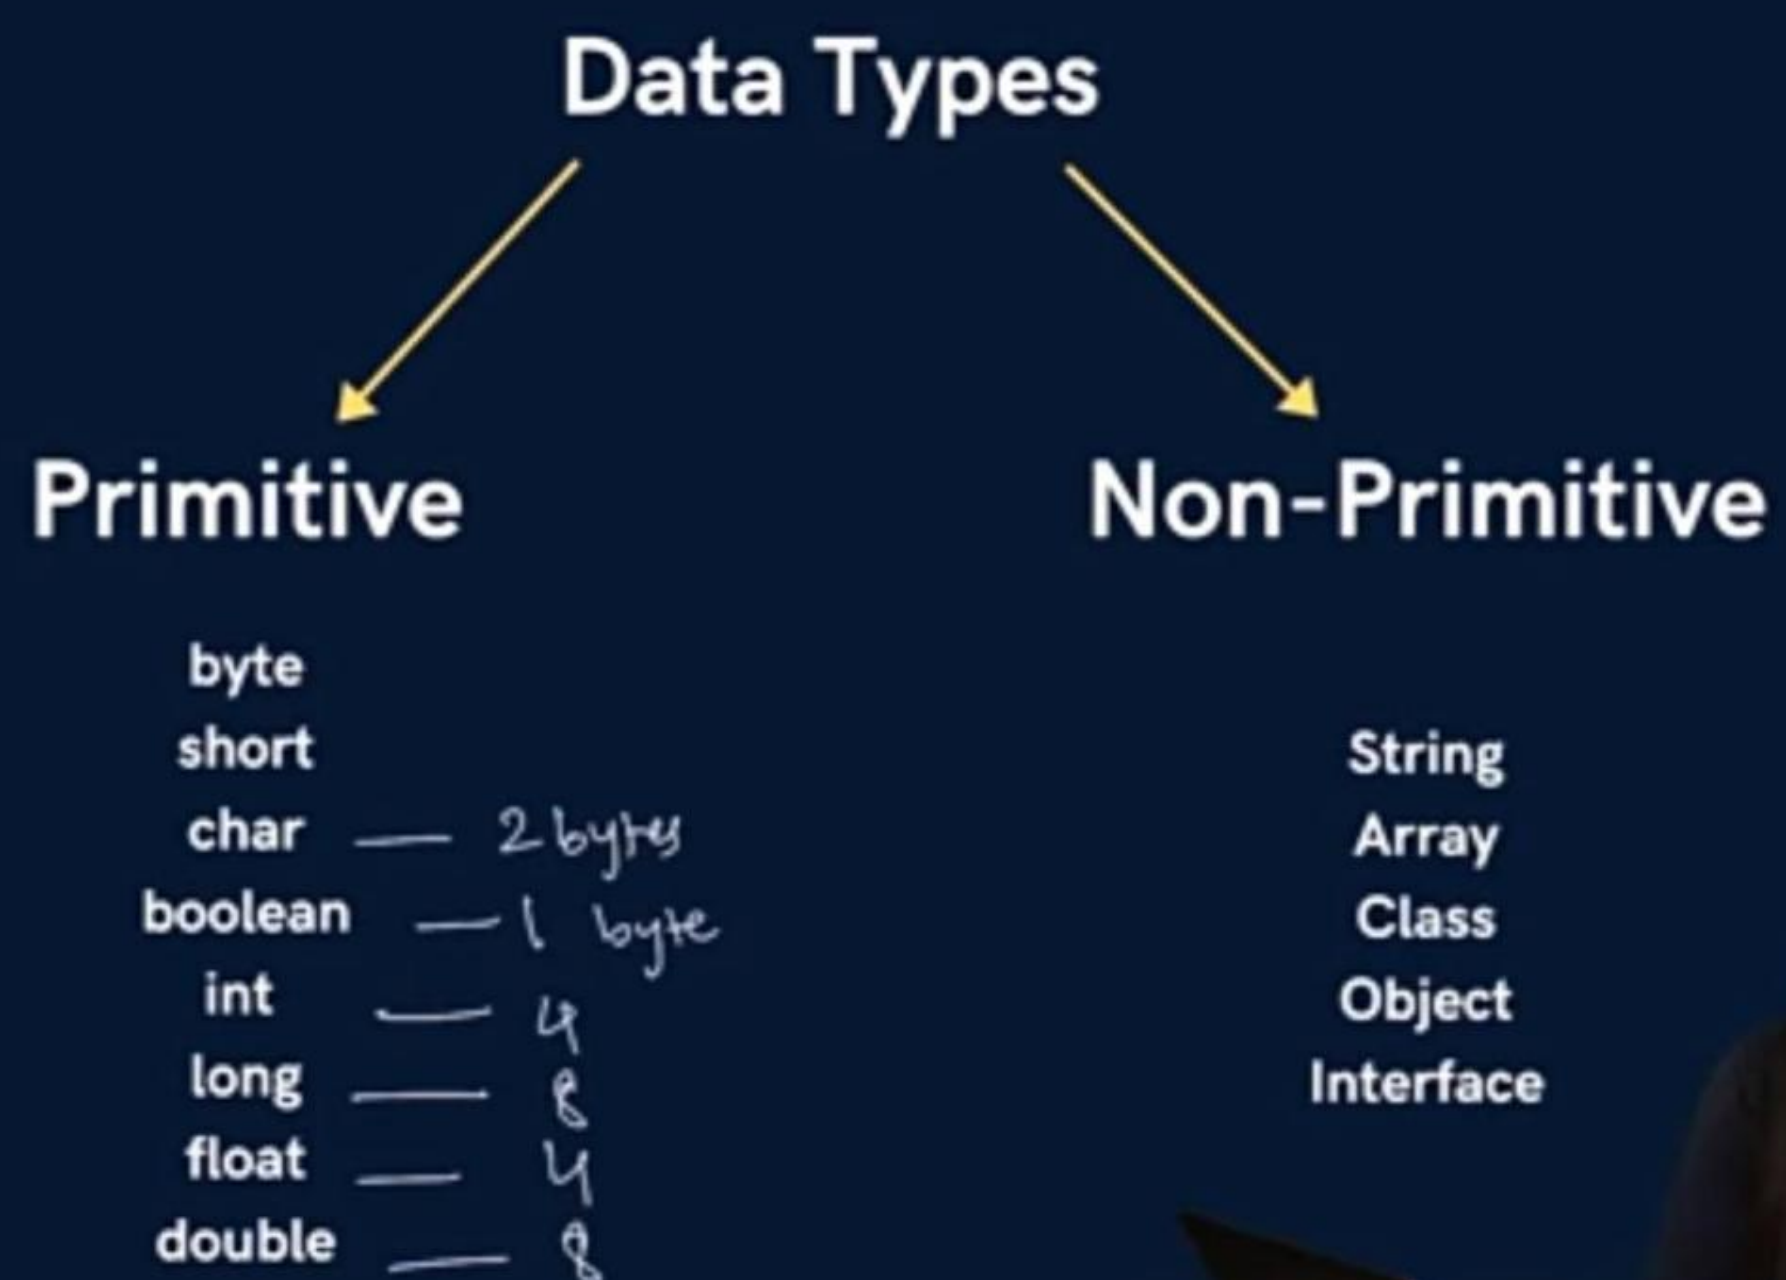 Data Types
Primitive
Non-Primitive
byte
short
char — 2 bytes
boolean — 1 byte
int — 4
long — 8
float — 4
double — 8
String
Array
Class
Object
Interface